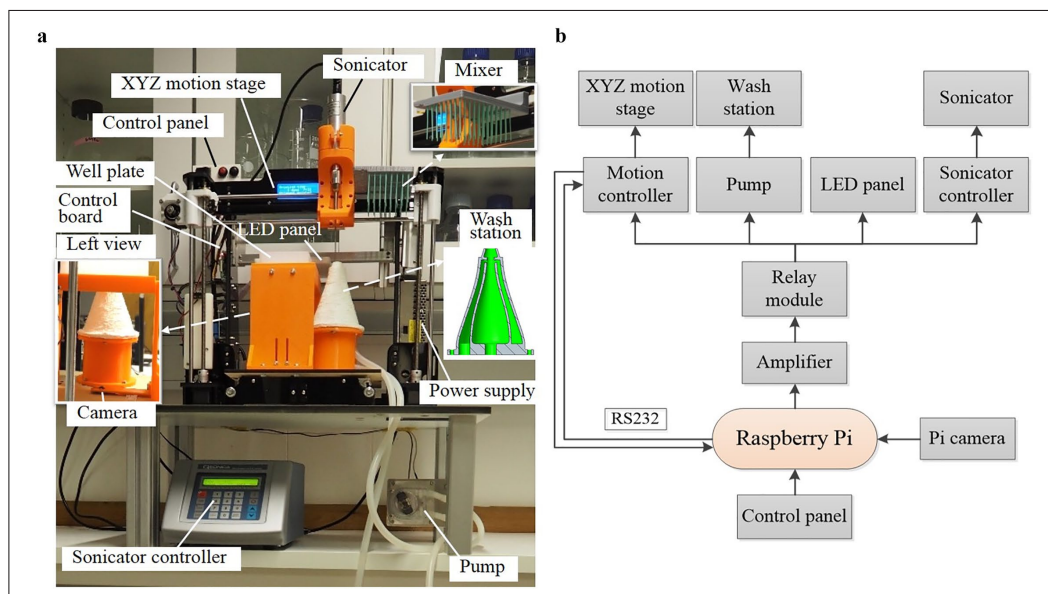 a
Sonicator
Mixer
XYZ motion stage
Control panel
Well plate
Control
board
LED panel
Wash
station
Left view
Power supply
Camera
Sonicator controller
Pump
b
XYZ motion
stage
Wash
station
Sonicator
Motion
controller
Pump
LED panel
Sonicator
controller
Relay
module
Amplifier
RS232
Raspberry Pi
Pi camera
Control panel